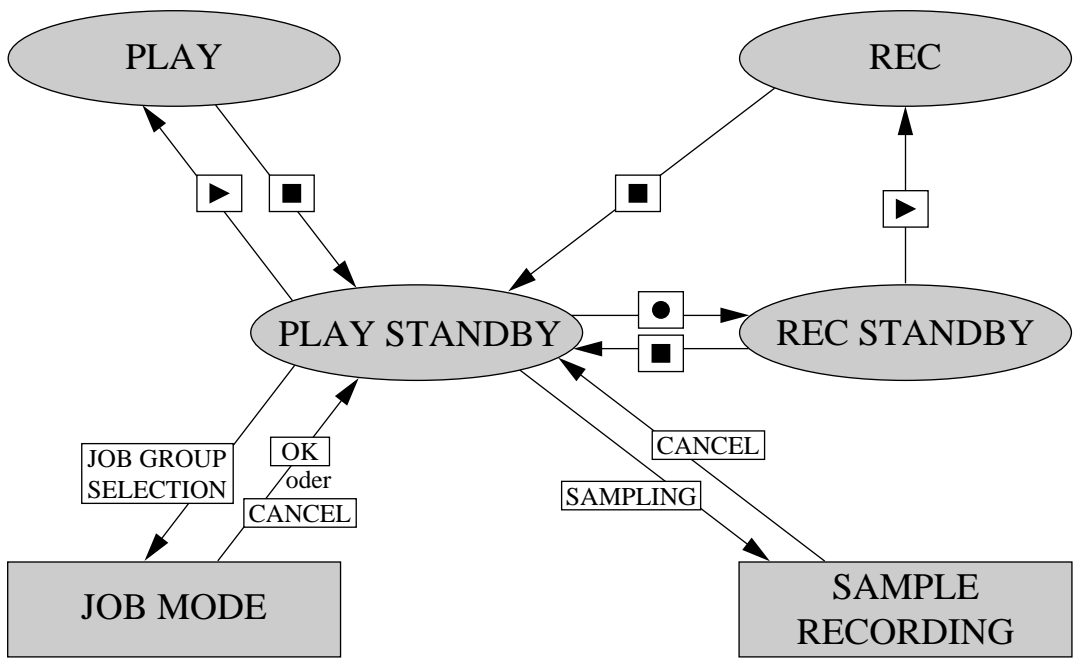 PLAY
REC
PLAY STANDBY
REC STANDBY
JOB GROUP
SELECTION
OK
oder
CANCEL
CANCEL
SAMPLING
JOB MODE
SAMPLE
RECORDING